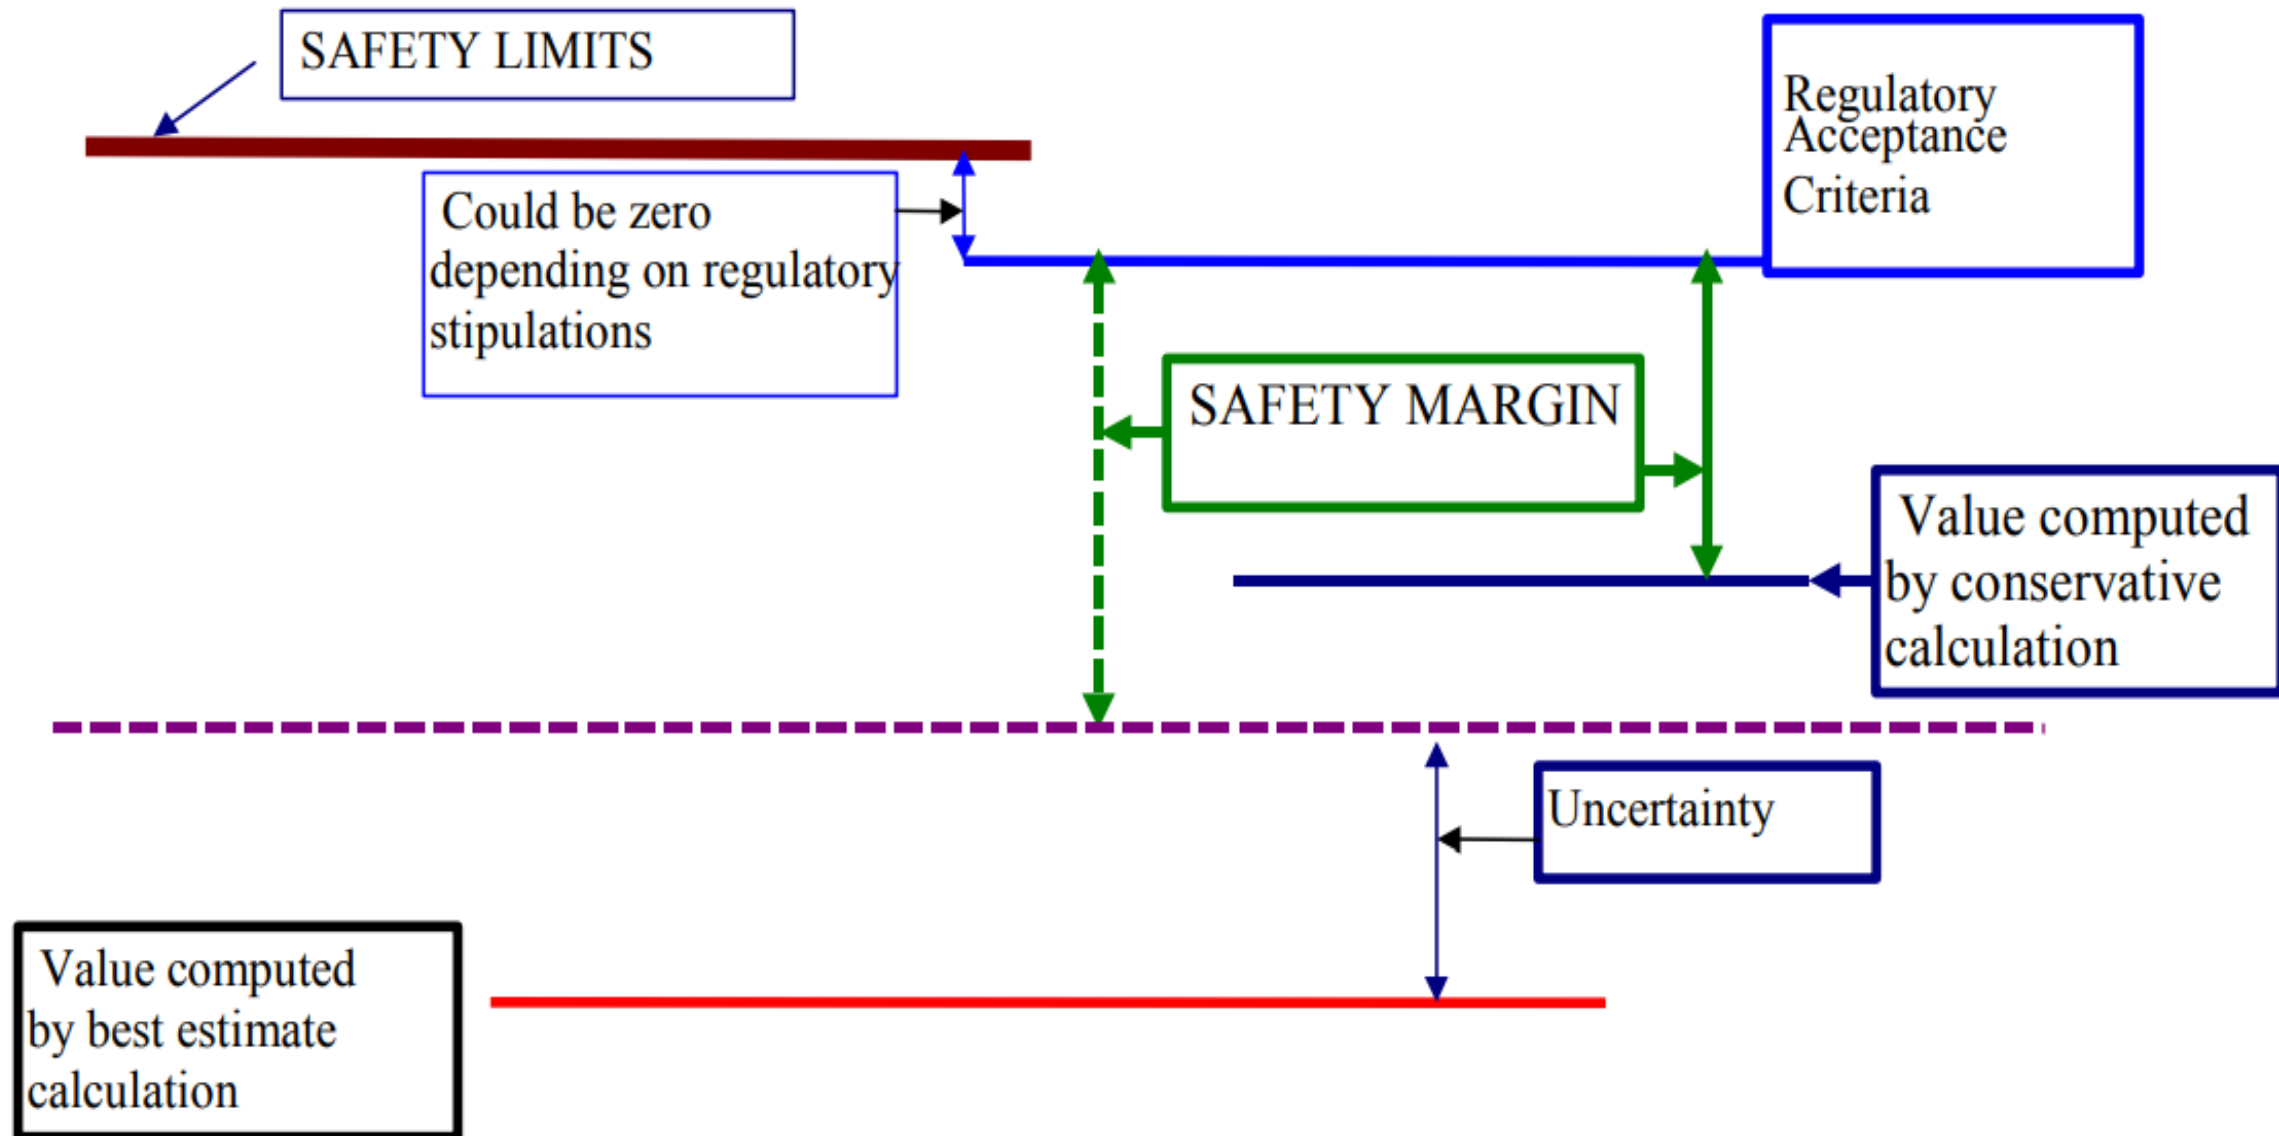 SAFETY LIMITS
Regulatory
Acceptance
Criteria
Could be zero
depending on regulatory
stipulations
SAFETY MARGIN
Value computed
by conservative
calculation
Uncertainty
Value computed
by best estimate
calculation